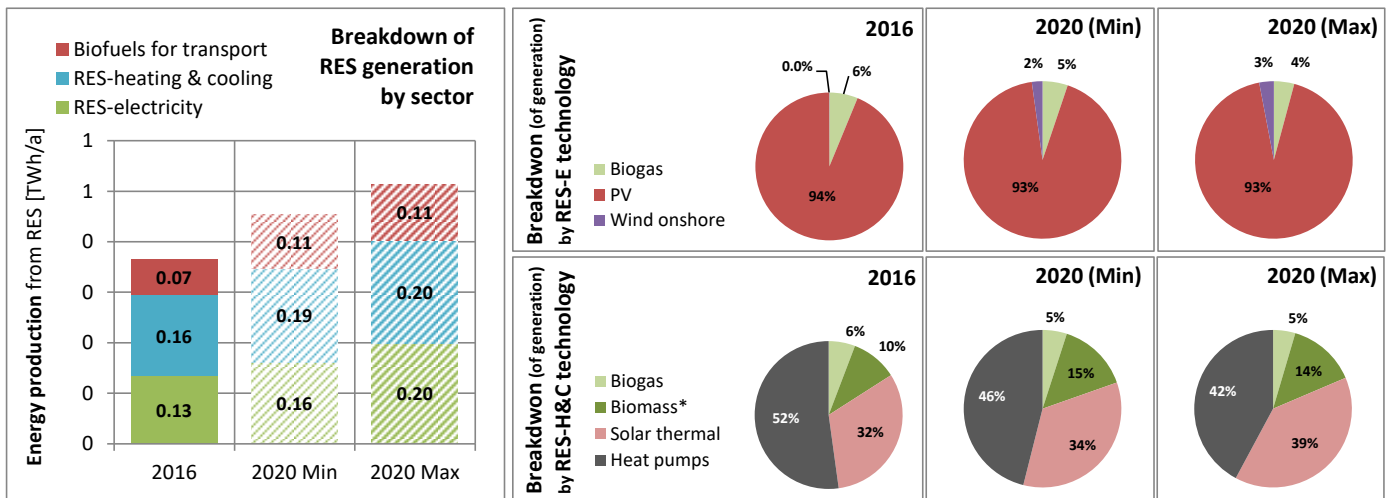 Biofuels for transport
RES-heating & cooling
RES-electricity
Breakdown of
RES generation
by sector
Energy production from RES [TWh/a]
1
1
0
0
0
0
0
0.07
0.16
0.13
0.11
0.19
0.16
0.11
0.20
0.20
2016
2020 Min
2020 Max
Breakdwon (of generation)
by RES-E technology
2016
0.0%
6%
94%
Biogas
PV
Wind onshore
2020 (Min)
2%
5%
93%
2020 (Max)
3%
4%
93%
Breakdwon (of generation)
by RES-H&C technology
2016
6%
10%
52%
32%
Biogas
Biomass*
Solar thermal
Heat pumps
2020 (Min)
5%
15%
46%
34%
2020 (Max)
5%
14%
42%
39%